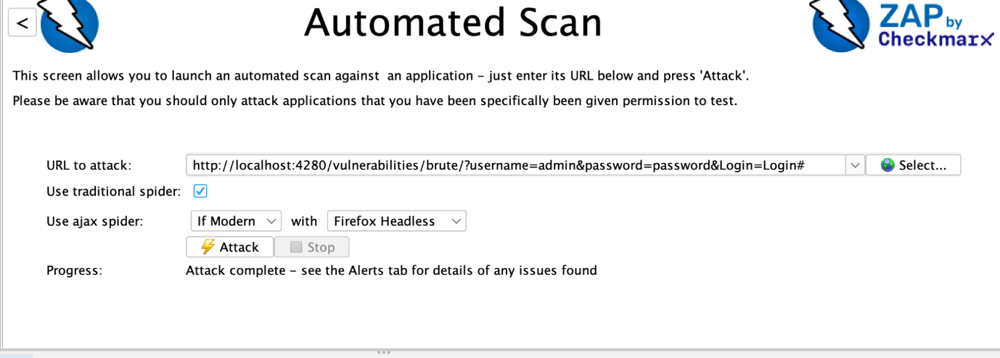 <
Automated Scan
ZAP by
Checkmarx
This screen allows you to launch an automated scan against  an application – just enter its URL below and press 'Attack'.
Please be aware that you should only attack applications that you have been specifically been given permission to test.
URL to attack: http://localhost:4280/vulnerabilities/brute/?username=admin&password=password&Login=Login# Select...
Use traditional spider:
Use ajax spider: If Modern with Firefox Headless
Attack Stop
Progress: Attack complete – see the Alerts tab for details of any issues found